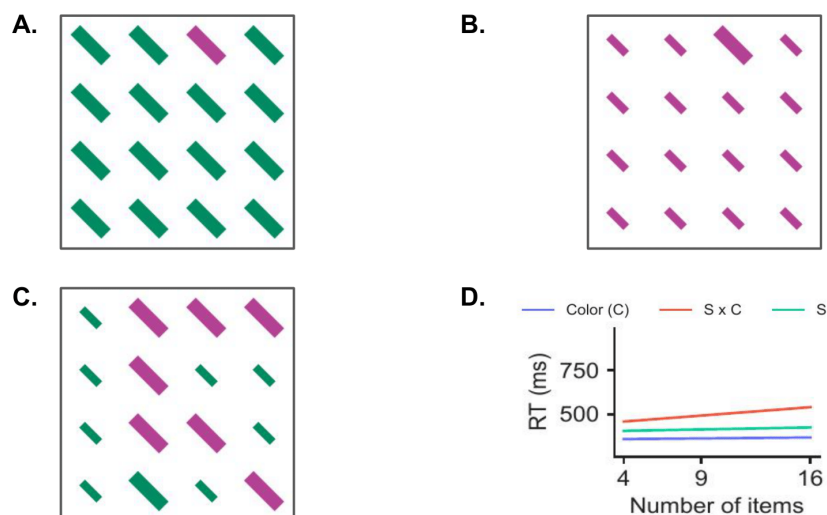 A.
B.
C.
D.
Color (C) S x C S
RT (ms)
750
500
4 9 16
Number of items